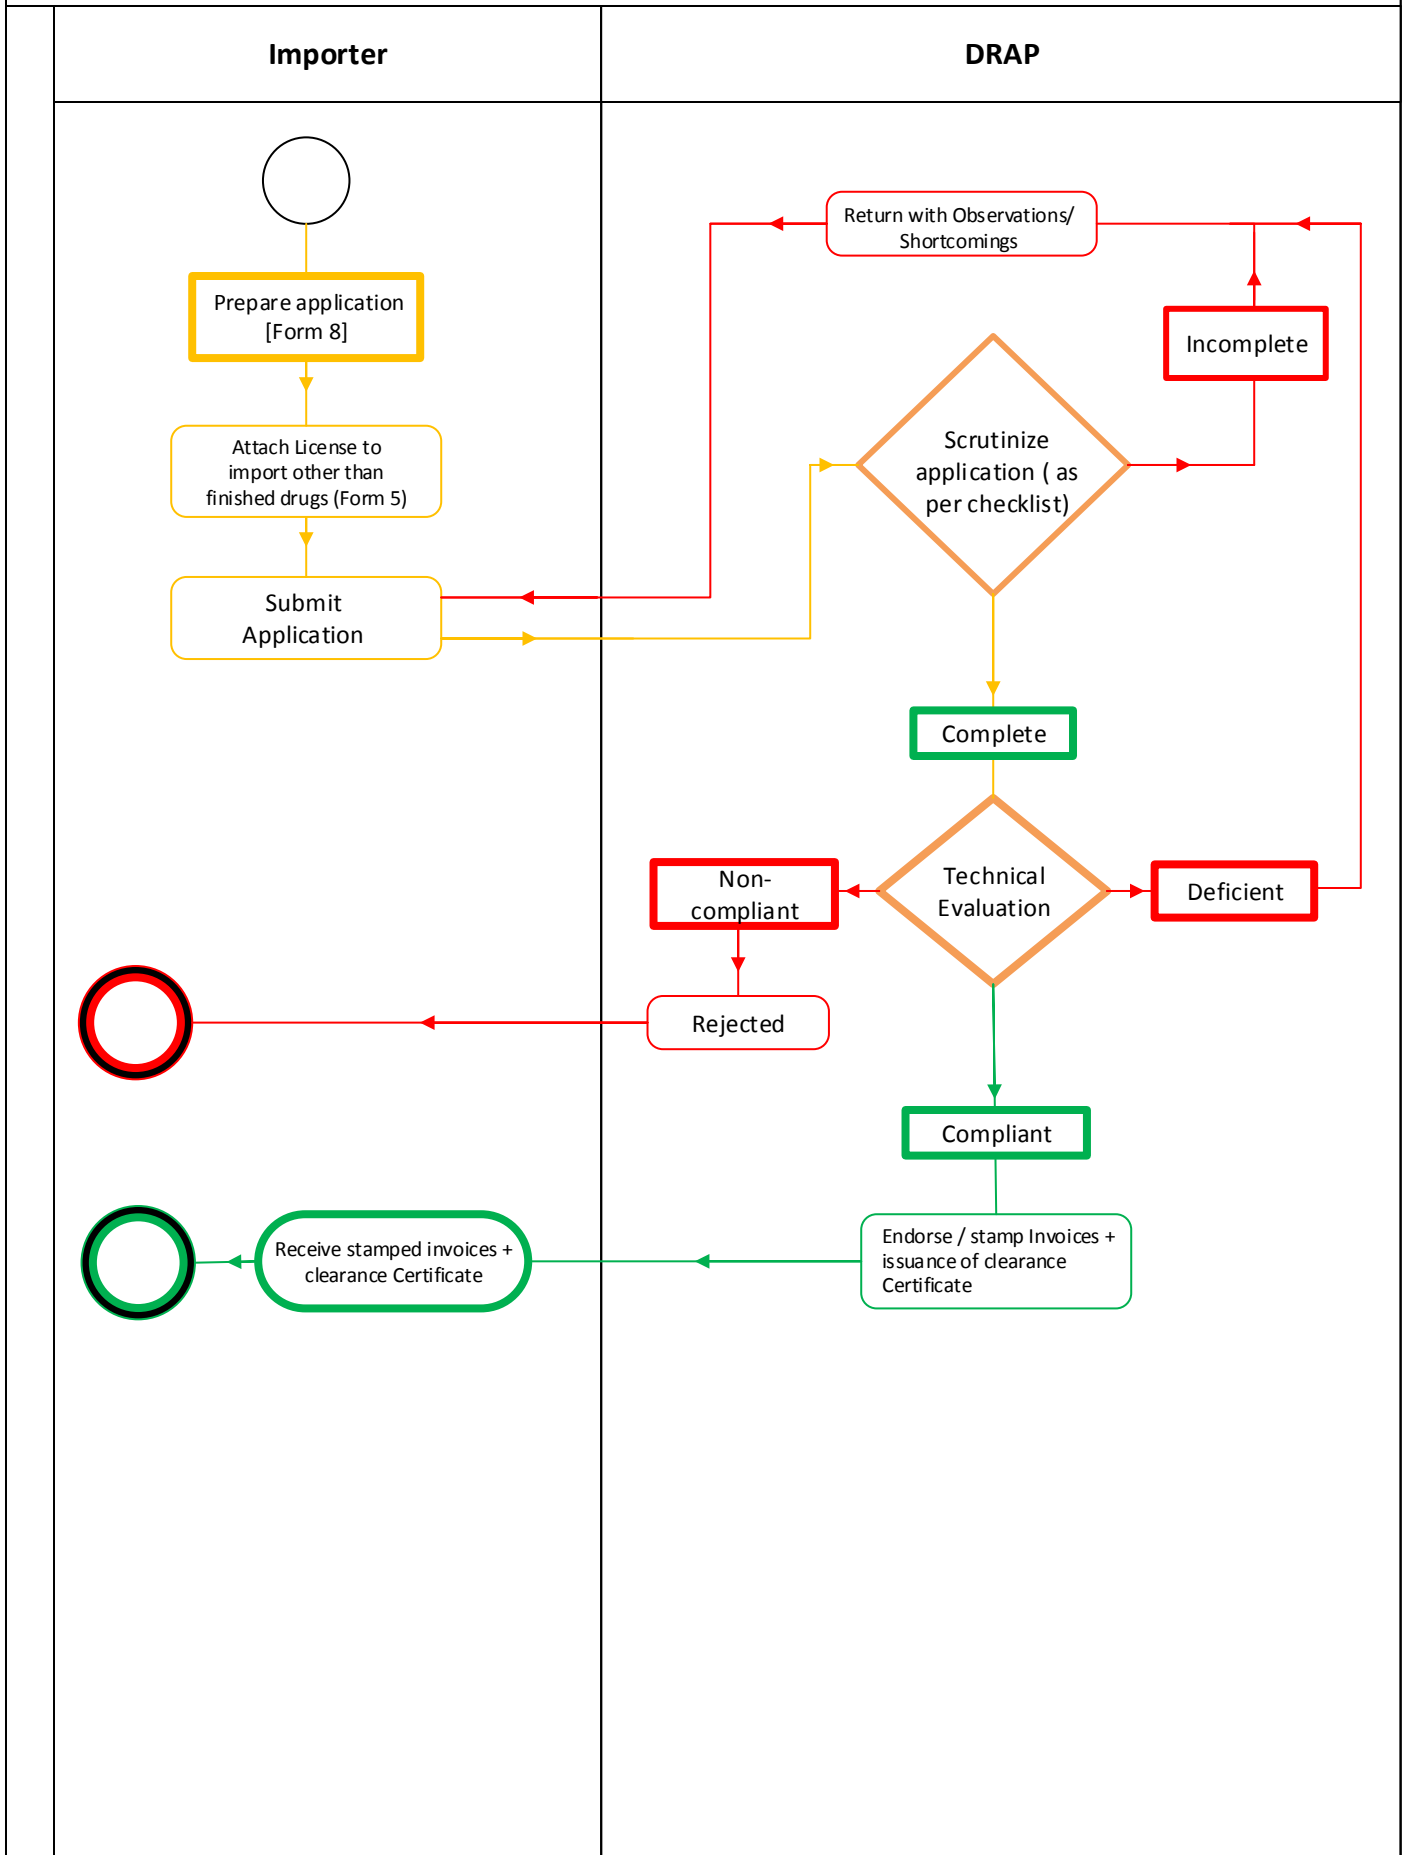 Importer
DRAP
Prepare application
[Form 8]
Attach License to
import other than
finished drugs (Form 5)
Submit
Application
Return with Observations/
Shortcomings
Incomplete
Scrutinize
application ( as
per checklist)
Complete
Technical
Evaluation
Non-
compliant
Deficient
Rejected
Compliant
Endorse / stamp Invoices +
issuance of clearance
Certificate
Receive stamped invoices +
clearance Certificate